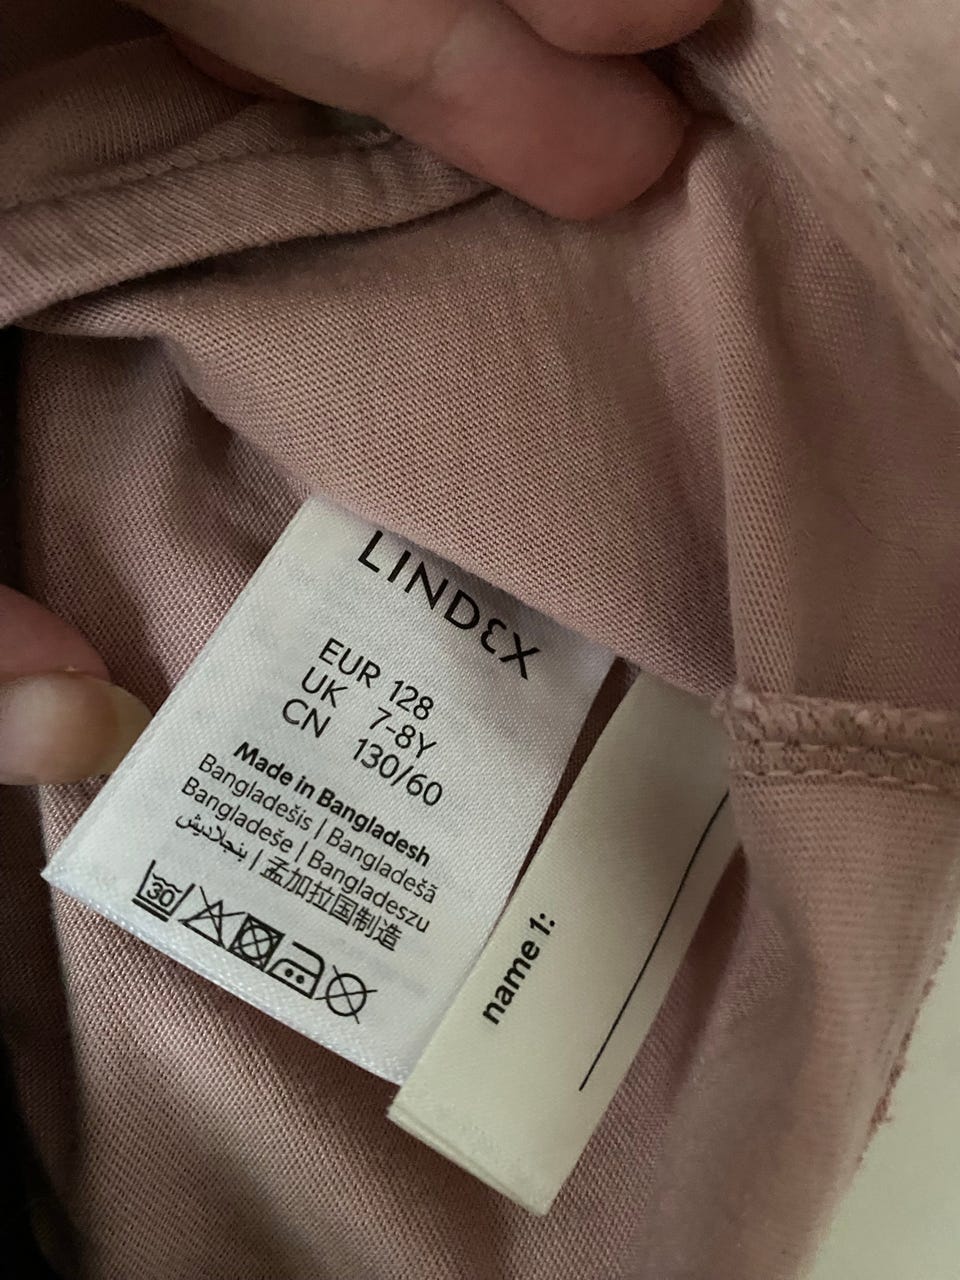 LINDEX
EUR 128
UK 7-8Y
CN 130/60
Made in Bangladesh
Bangladešis | Bangladešā
Bangladeše | Bangladeszu
بنجلاديش | 孟加拉国制造
30
name 1: